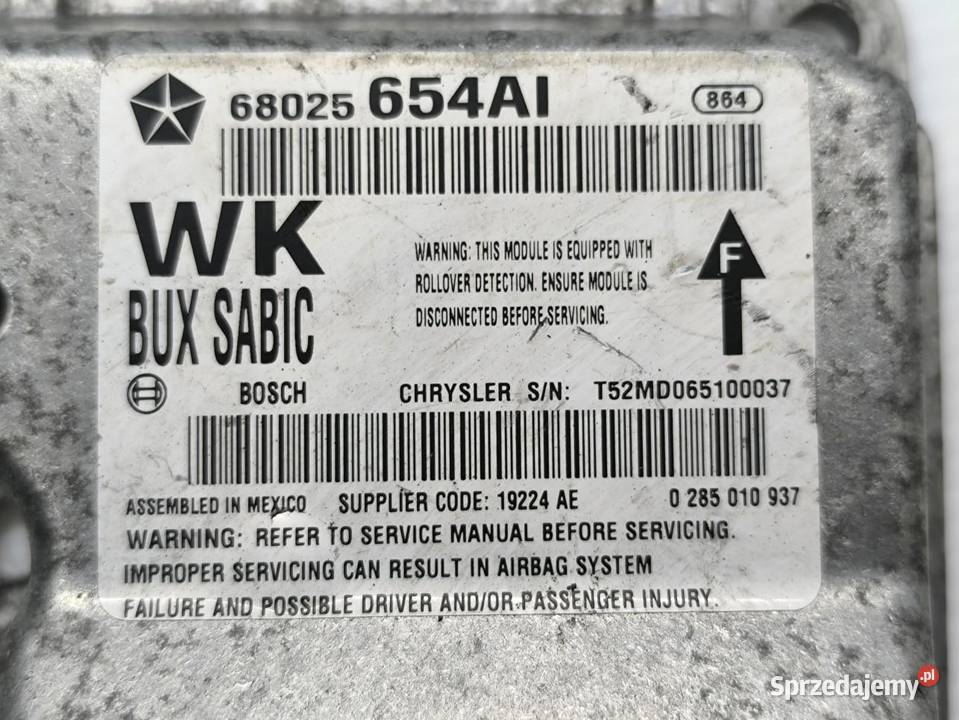 68025 654AI 864
WK
BUX SABIC
WARNING: THIS MODULE IS EQUIPPED WITH
ROLLOVER DETECTION. ENSURE MODULE IS
DISCONNECTED BEFORE SERVICING.
F
BOSCH CHRYSLER S/N: T52MD065100037
ASSEMBLED IN MEXICO SUPPLIER CODE: 19224 AE 0 285 010 937
WARNING: REFER TO SERVICE MANUAL BEFORE SERVICING.
IMPROPER SERVICING CAN RESULT IN AIRBAG SYSTEM
FAILURE AND POSSIBLE DRIVER AND/OR PASSENGER INJURY.
Sprzedajemy.pl